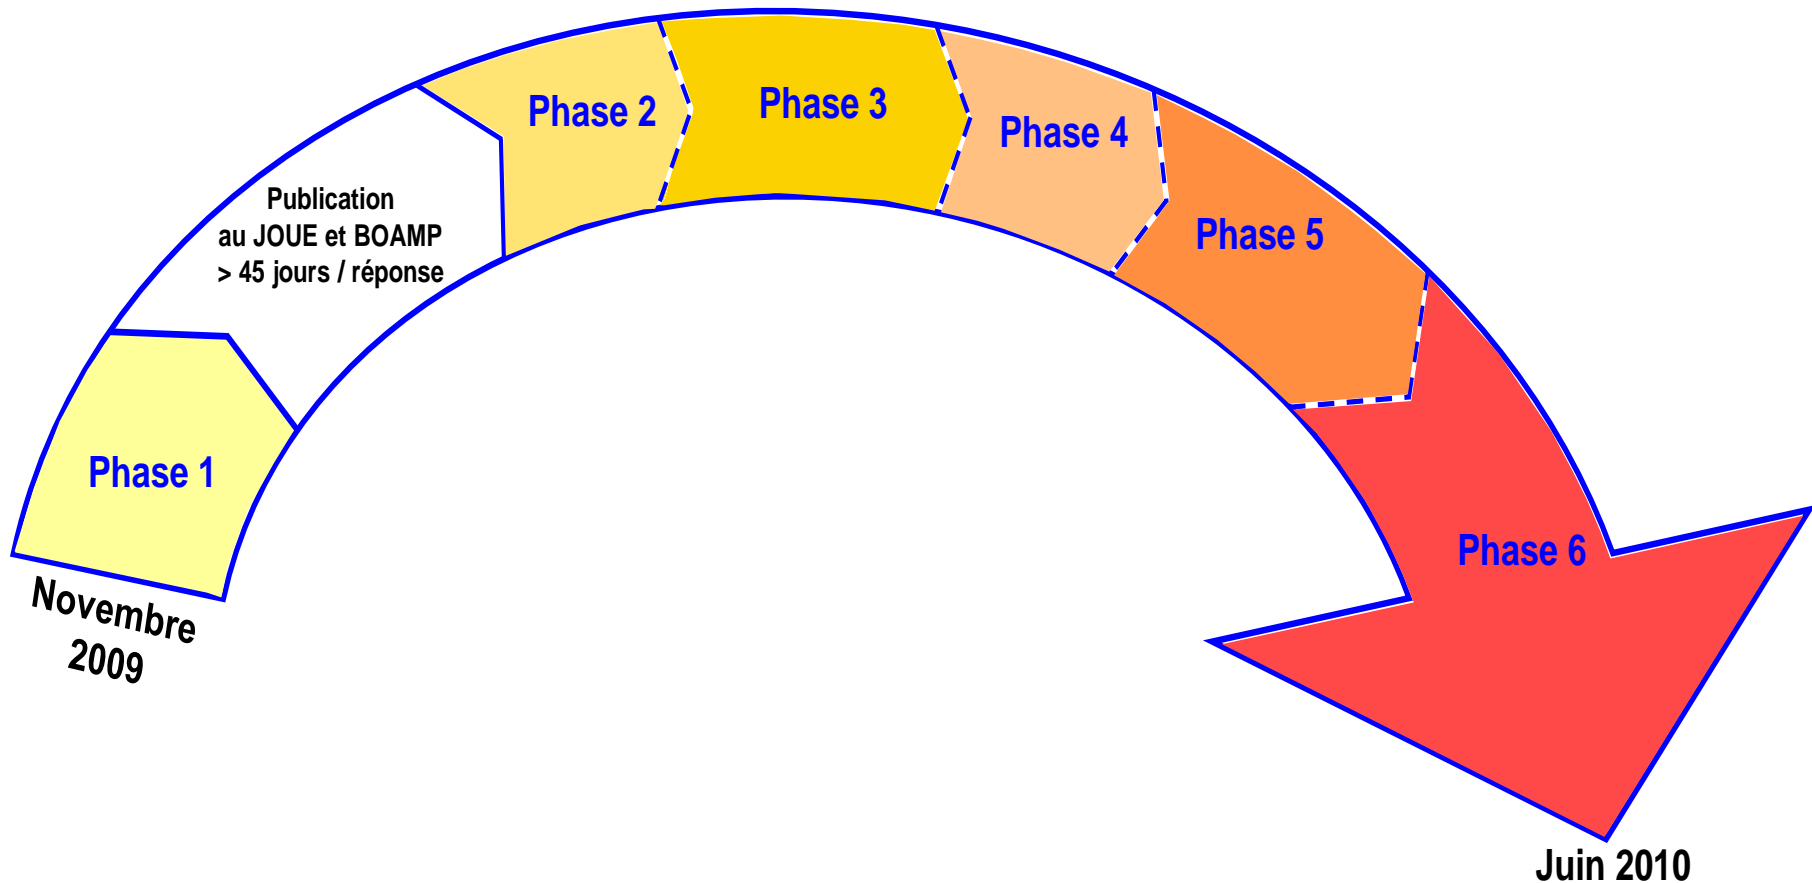 Phase 1
Novembre
2009
Publication
au JOUE et BOAMP
> 45 jours / réponse
Phase 2
Phase 3
Phase 4
Phase 5
Phase 6
Juin 2010